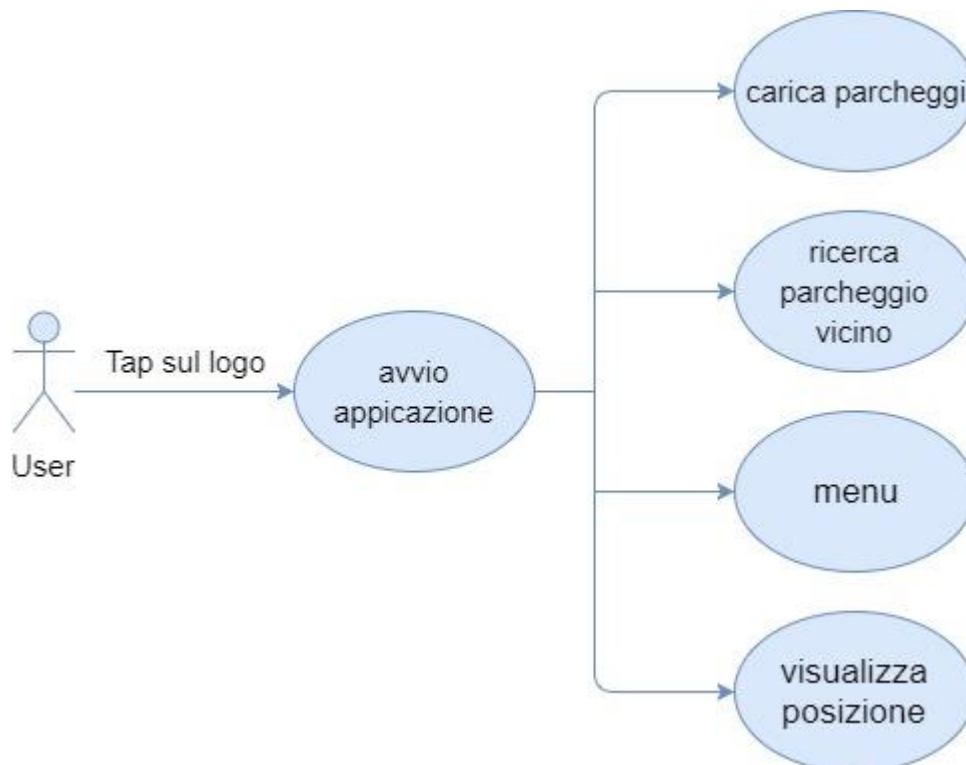 carica parcheggi
ricerca
parcheggio
vicino
Tap sul logo
avvio
appicazione
User
menu
visualizza
posizione